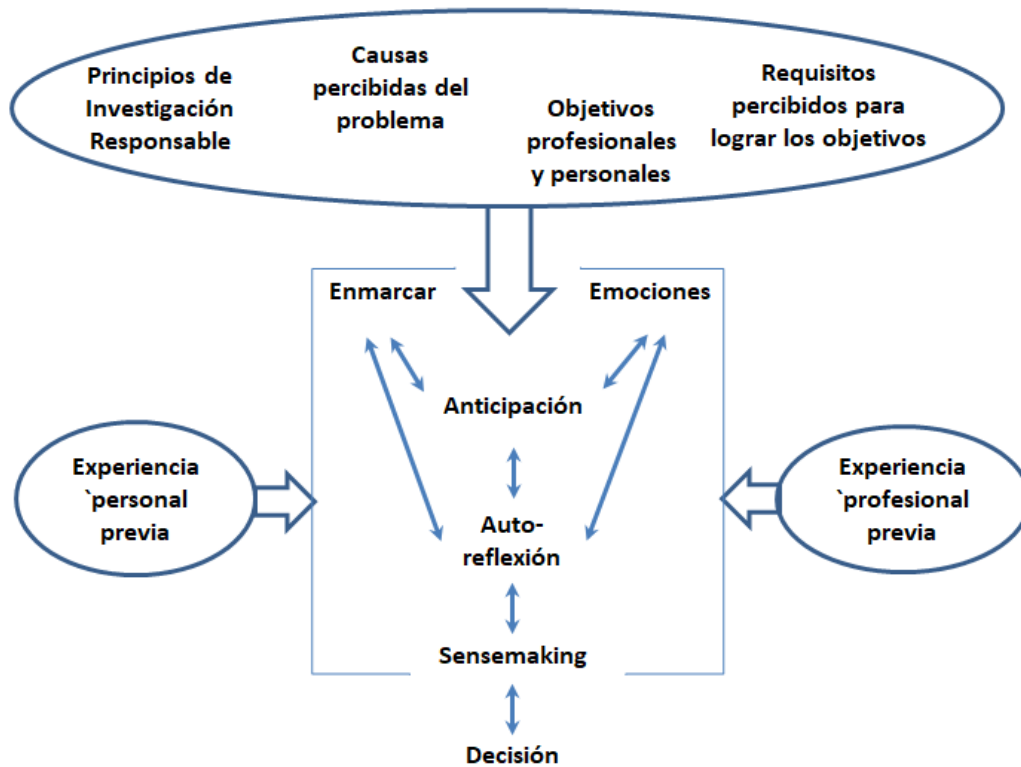 Principios de
Investigación
Responsable
Causas
percibidas del
problema
Objetivos
profesionales
y personales
Requisitos
percibidos para
lograr los objetivos
Enmarcar
Emociones
Anticipación
Experiencia
`personal
previa
Auto-
reflexión
Experiencia
`profesional
previa
Sensemaking
Decisión